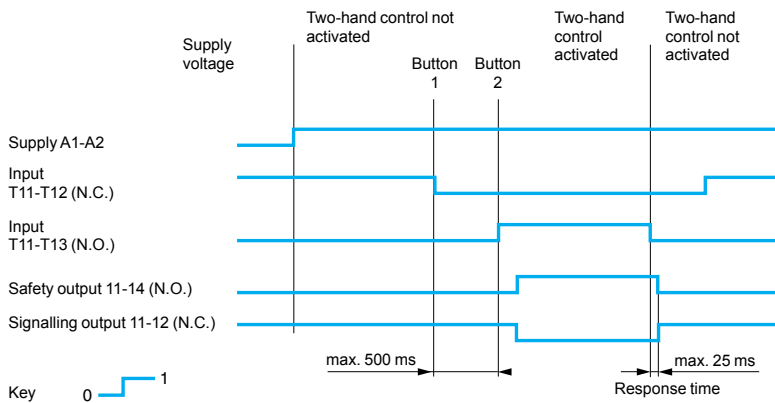 Supply
voltage
Two-hand control not
activated
Button
1
Button
2
Two-hand
control
activated
Two-hand
control not
activated
Supply A1-A2
Input
T11-T12 (N.C.)
Input
T11-T13 (N.O.)
Safety output 11-14 (N.O.)
Signalling output 11-12 (N.C.)
max. 500 ms
max. 25 ms
Response time
Key
0
1